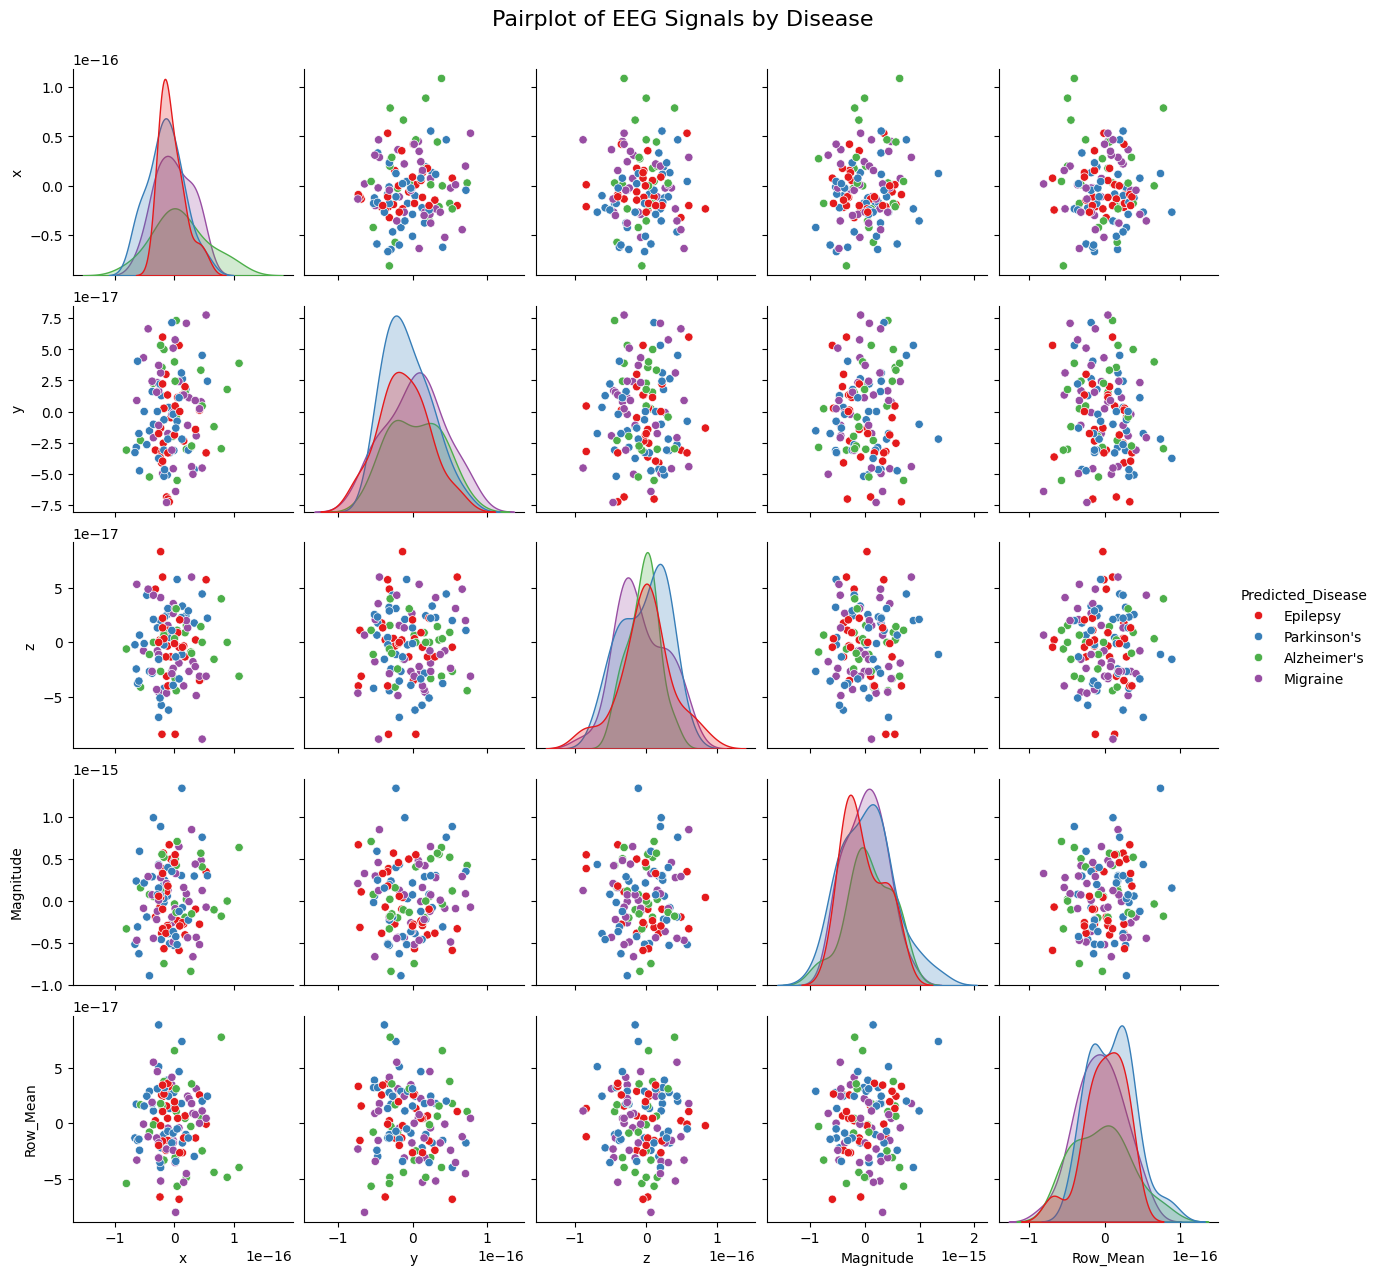 Pairplot of EEG Signals by Disease
1e−16
1.0
0.5
0.0
−0.5
x
1e−17
7.5
5.0
2.5
0.0
−2.5
−5.0
−7.5
y
1e−17
5
0
−5
z
Predicted_Disease
Epilepsy
Parkinson's
Alzheimer's
Migraine
1e−15
1.0
0.5
0.0
−0.5
−1.0
Magnitude
1e−17
5
0
−5
Row_Mean
−1 0 1 −1 0 1 −1 0 1 −1 0 1 2 −1 0 1
1e−16 1e−16 1e−16 1e−15 1e−16
x y z Magnitude Row_Mean